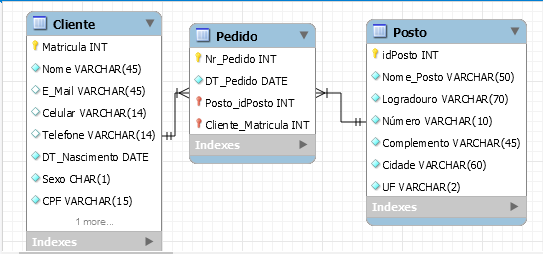 Cliente
Matricula INT
Nome VARCHAR(45)
E_Mail VARCHAR(45)
Celular VARCHAR(14)
Telefone VARCHAR(14)
DT_Nascimento DATE
Sexo CHAR(1)
CPF VARCHAR(15)
1 more...
Indexes
Pedido
Nr_Pedido INT
DT_Pedido DATE
Posto_idPosto INT
Cliente_Matricula INT
Indexes
Posto
idPosto INT
Nome_Posto VARCHAR(50)
Logradouro VARCHAR(70)
Número VARCHAR(10)
Complemento VARCHAR(45)
Cidade VARCHAR(60)
UF VARCHAR(2)
Indexes